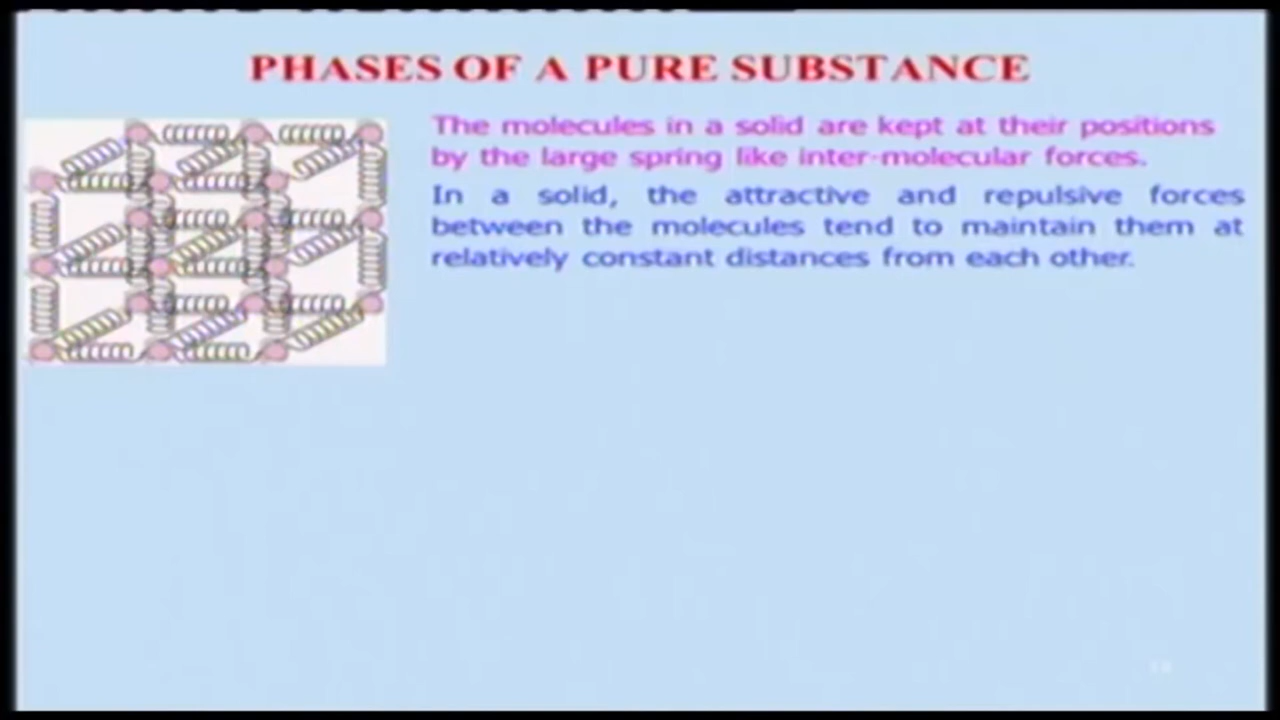 PHASES OF A PURE SUBSTANCE
The molecules in a solid are kept at their positions
by the large spring like inter-molecular forces.
In a solid, the attractive and repulsive forces
between the molecules tend to maintain them at
relatively constant distances from each other.